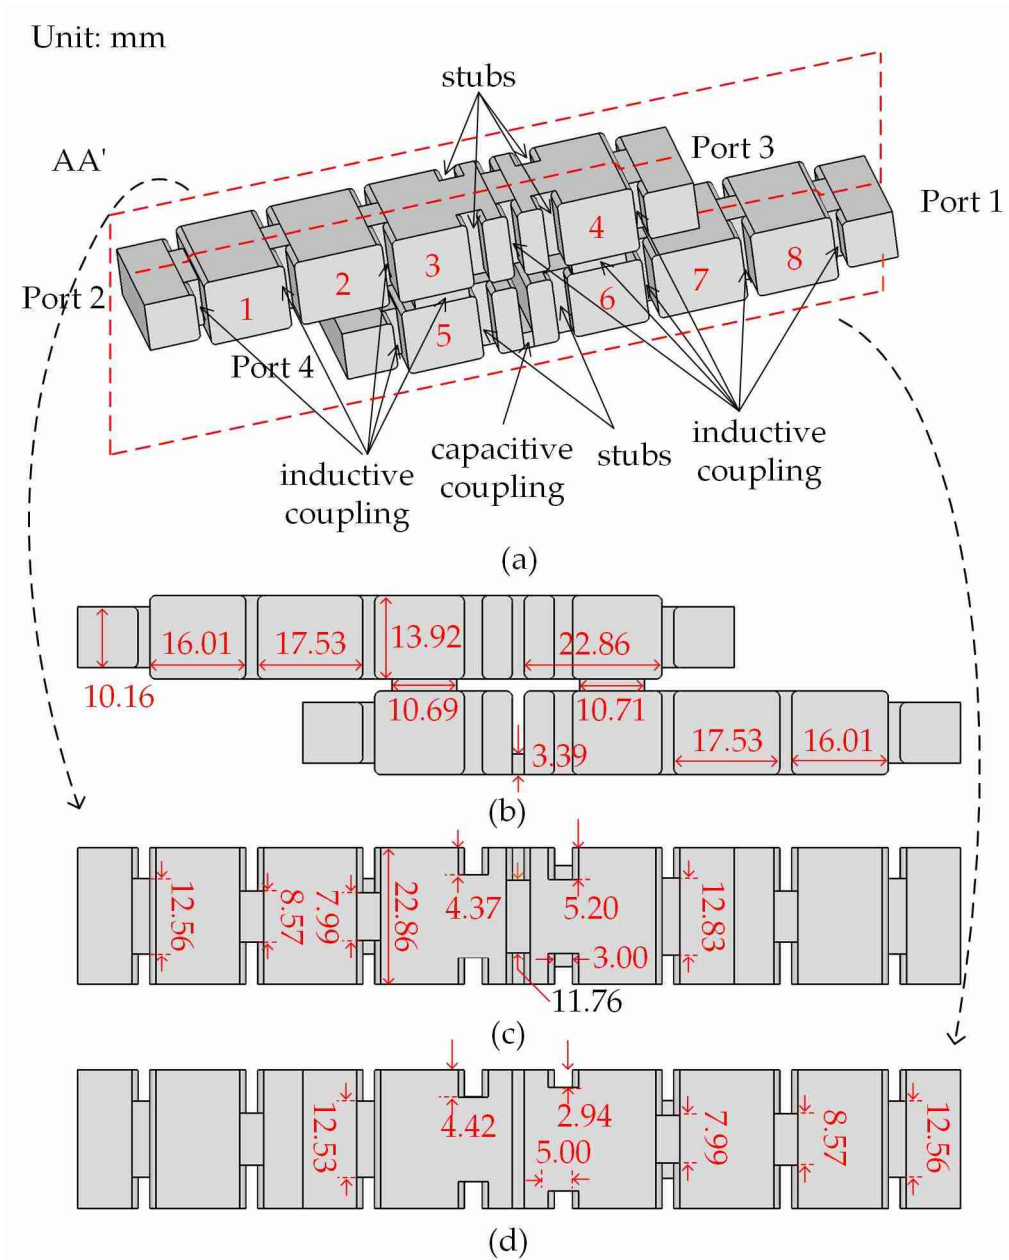 Unit: mm
stubs
AA'
Port 3
Port 1
Port 2
1
2
3
4
5
6
7
8
Port 4
inductive
coupling
capacitive
coupling
stubs
inductive
coupling
(a)
16.01
17.53
13.92
22.86
10.16
10.69
10.71
3.39
17.53
16.01
(b)
12.56
8.57
7.99
22.86
4.37
5.20
12.83
3.00
11.76
(c)
12.53
4.42
2.94
5.00
7.99
8.57
12.56
(d)